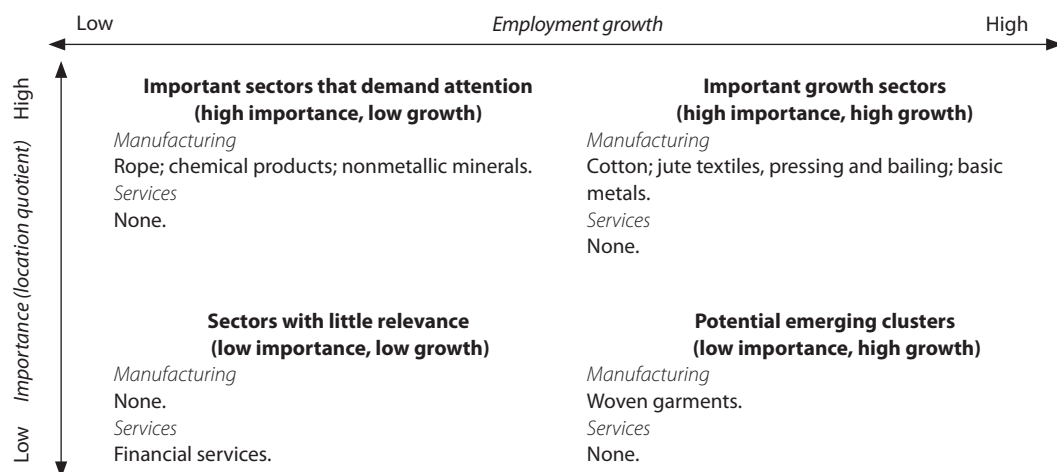 Low
Employment growth
High
High
Importance (location quotient)
Low
Important sectors that demand attention
(high importance, low growth)
Manufacturing
Rope; chemical products; nonmetallic minerals.
Services
None.
Important growth sectors
(high importance, high growth)
Manufacturing
Cotton; jute textiles, pressing and bailing; basic
metals.
Services
None.
Sectors with little relevance
(low importance, low growth)
Manufacturing
None.
Services
Financial services.
Potential emerging clusters
(low importance, high growth)
Manufacturing
Woven garments.
Services
None.